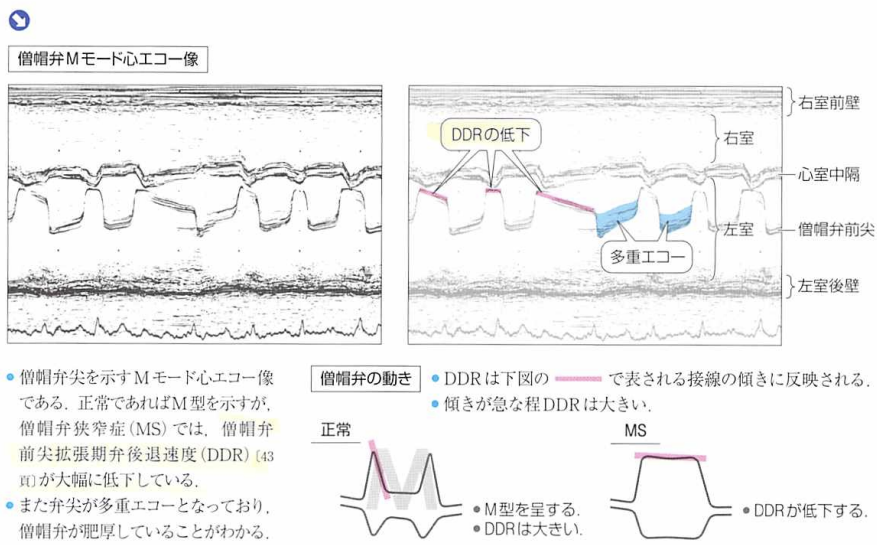 僧帽弁Mモード心エコー像
DDRの低下
多重エコー
右室前壁
右室
心室中隔
左室
僧帽弁前尖
左室後壁
● 僧帽弁尖を示すMモード心エコー像
である．正常であればM型を示すが，
僧帽弁狭窄症（MS）では，僧帽弁
前尖拡張期弁後退速度（DDR）〔43
頁〕が大幅に低下している．
● また弁尖が多重エコーとなっており，
僧帽弁が肥厚していることがわかる．
僧帽弁の動き
● DDRは下図の で表される接線の傾きに反映される．
● 傾きが急な程DDRは大きい．
正常
M
● M型を呈する．
● DDRは大きい．
MS
● DDRが低下する．